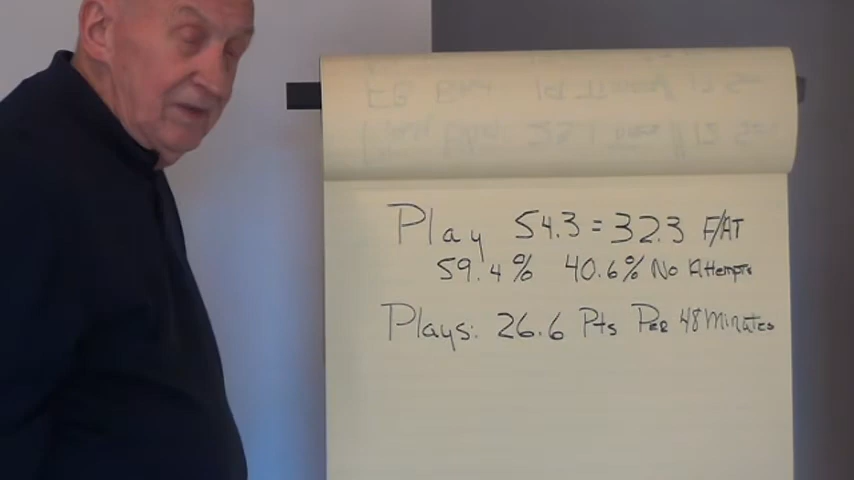 Play 54.3 = 32.3 F/AT
59.4% 40.6% No Attempts
Plays: 26.6 Pts Per 48 Minutes